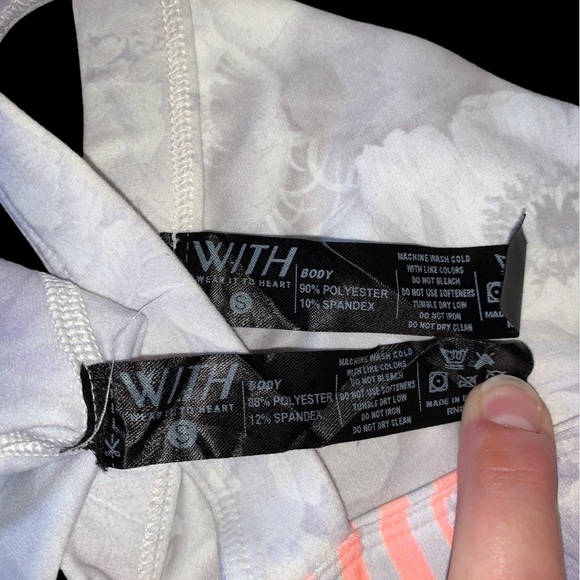 WITH
WEAR IT TO HEART
S
BODY
90% POLYESTER
10% SPANDEX
MACHINE WASH COLD
WITH LIKE COLORS
DO NOT BLEACH
DO NOT USE SOFTENERS
TUMBLE DRY LOW
DO NOT IRON
DO NOT DRY CLEAN
WITH
WEAR IT TO HEART
S
BODY
88% POLYESTER
12% SPANDEX
MACHINE WASH COLD
WITH LIKE COLORS
DO NOT BLEACH
DO NOT USE SOFTENERS
TUMBLE DRY LOW
DO NOT IRON
DO NOT DRY CLEAN
MADE IN